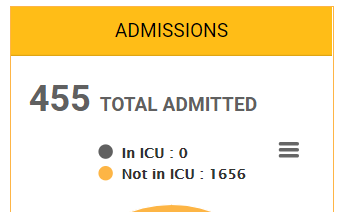 ADMISSIONS
455 TOTAL ADMITTED
In ICU : 0
Not in ICU : 1656